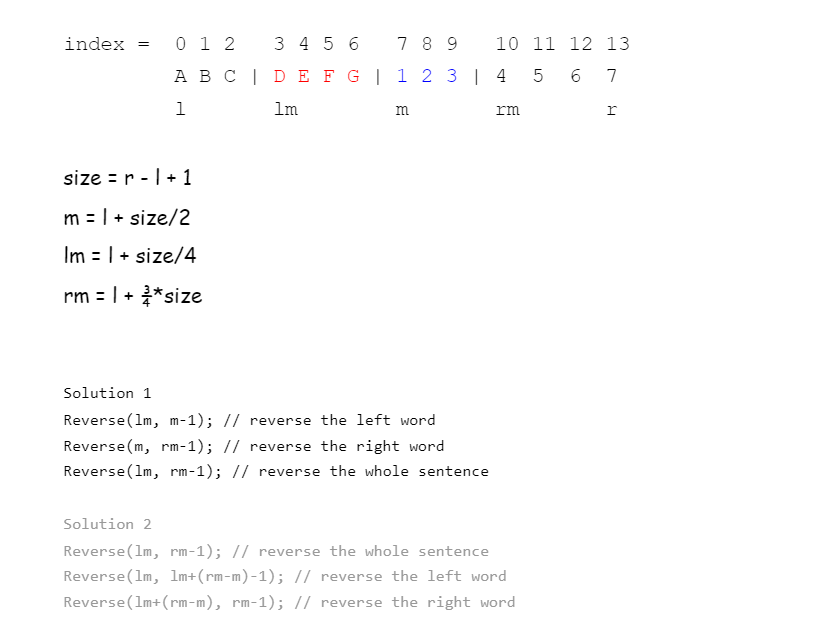 index = 0 1 2 3 4 5 6 7 8 9 10 11 12 13
A B C | D E F G | 1 2 3 | 4 5 6 7
l lm m rm r
size = r - l + 1
m = l + size/2
lm = l + size/4
rm = l + ¾*size
Solution 1
Reverse(lm, m-1); // reverse the left word
Reverse(m, rm-1); // reverse the right word
Reverse(lm, rm-1); // reverse the whole sentence
Solution 2
Reverse(lm, rm-1); // reverse the whole sentence
Reverse(lm, lm+(rm-m)-1); // reverse the left word
Reverse(lm+(rm-m), rm-1); // reverse the right word